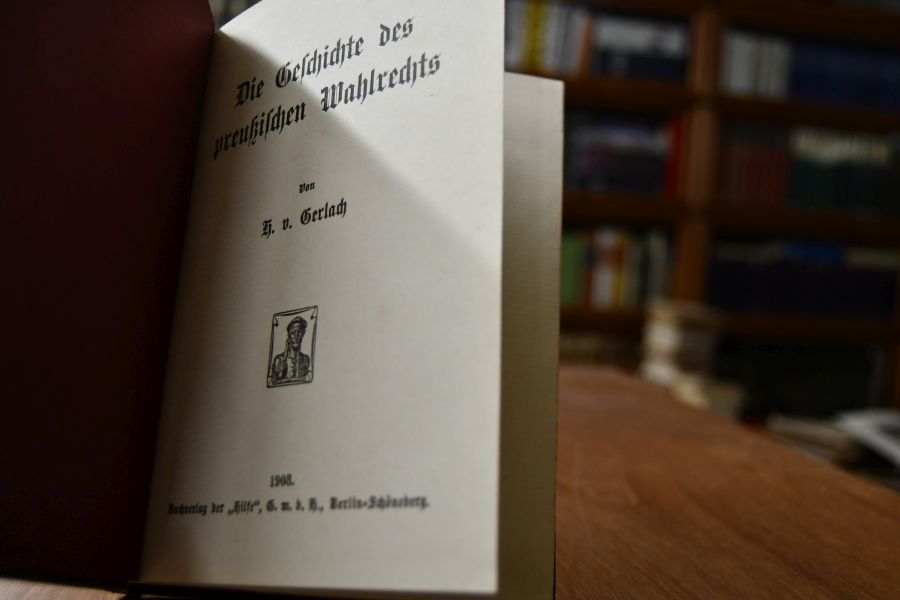 Die Geſchichte des
preußiſchen Wahlrechts
Von
H. v. Gerlach
1908.
Buchverlag der „Hilfe“, G. m. b. H., Berlin-Schöneberg.